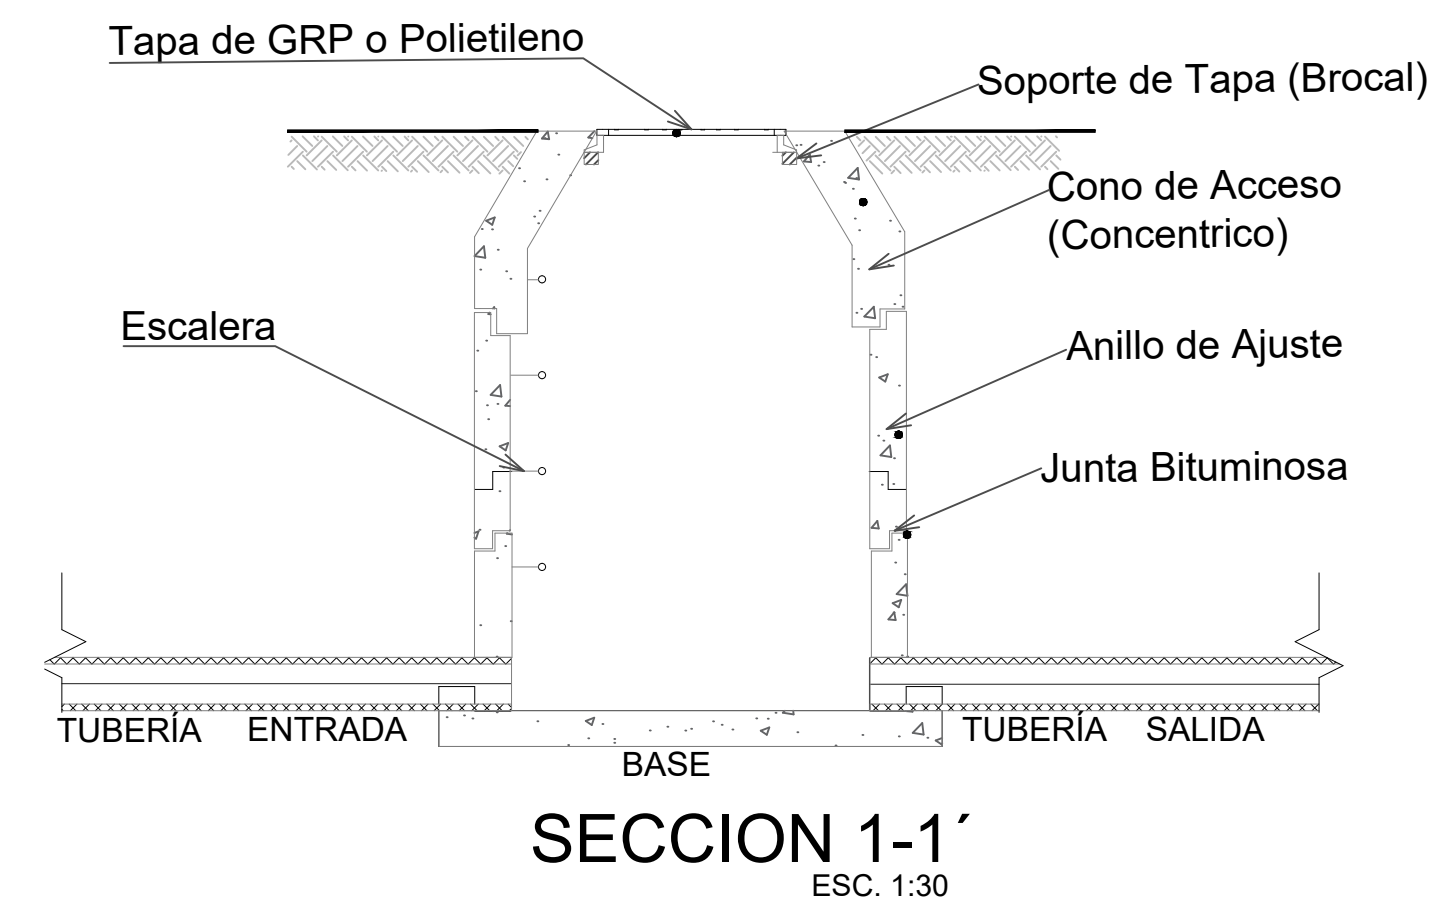 Tapa de GRP o Polietileno
Soporte de Tapa (Brocal)
Cono de Acceso
(Concentrico)
Escalera
Anillo de Ajuste
Junta Bituminosa
TUBERÍA ENTRADA
TUBERÍA SALIDA
BASE
SECCION 1-1´
ESC. 1:30